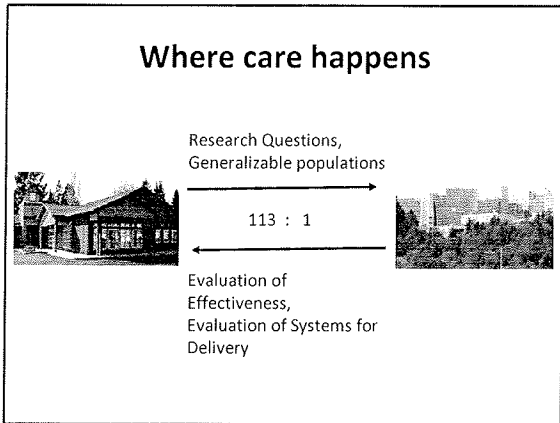 Where care happens
Research Questions,
Generalizable populations
113 : 1
Evaluation of
Effectiveness,
Evaluation of Systems for
Delivery